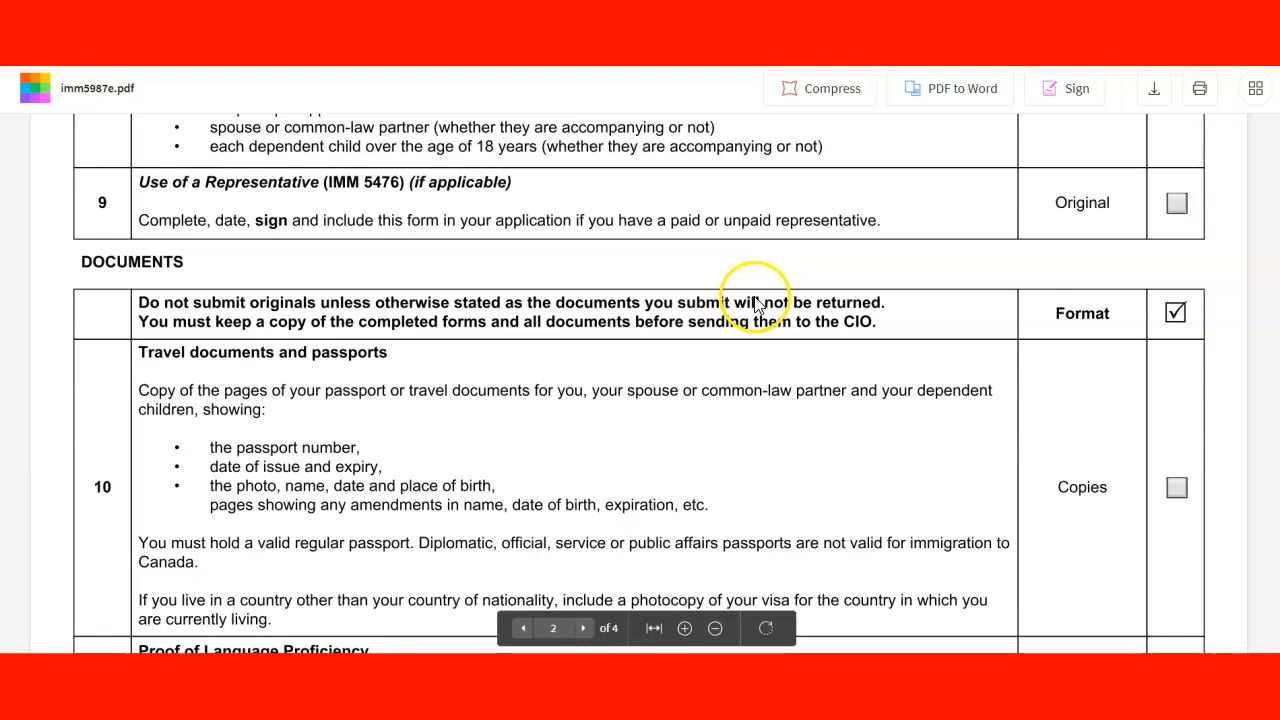 imm5987e.pdf
Compress
PDF to Word
Sign
• spouse or common-law partner (whether they are accompanying or not)
• each dependent child over the age of 18 years (whether they are accompanying or not)
9
Use of a Representative (IMM 5476) (if applicable)
Complete, date, sign and include this form in your application if you have a paid or unpaid representative.
Original
DOCUMENTS
Do not submit originals unless otherwise stated as the documents you submit will not be returned.
You must keep a copy of the completed forms and all documents before sending them to the CIO.
Format
10
Travel documents and passports
Copy of the pages of your passport or travel documents for you, your spouse or common-law partner and your dependent
children, showing:
• the passport number,
• date of issue and expiry,
• the photo, name, date and place of birth,
pages showing any amendments in name, date of birth, expiration, etc.
You must hold a valid regular passport. Diplomatic, official, service or public affairs passports are not valid for immigration to
Canada.
If you live in a country other than your country of nationality, include a photocopy of your visa for the country in which you
are currently living.
Copies
2 of 4
Proof of Language Proficiency